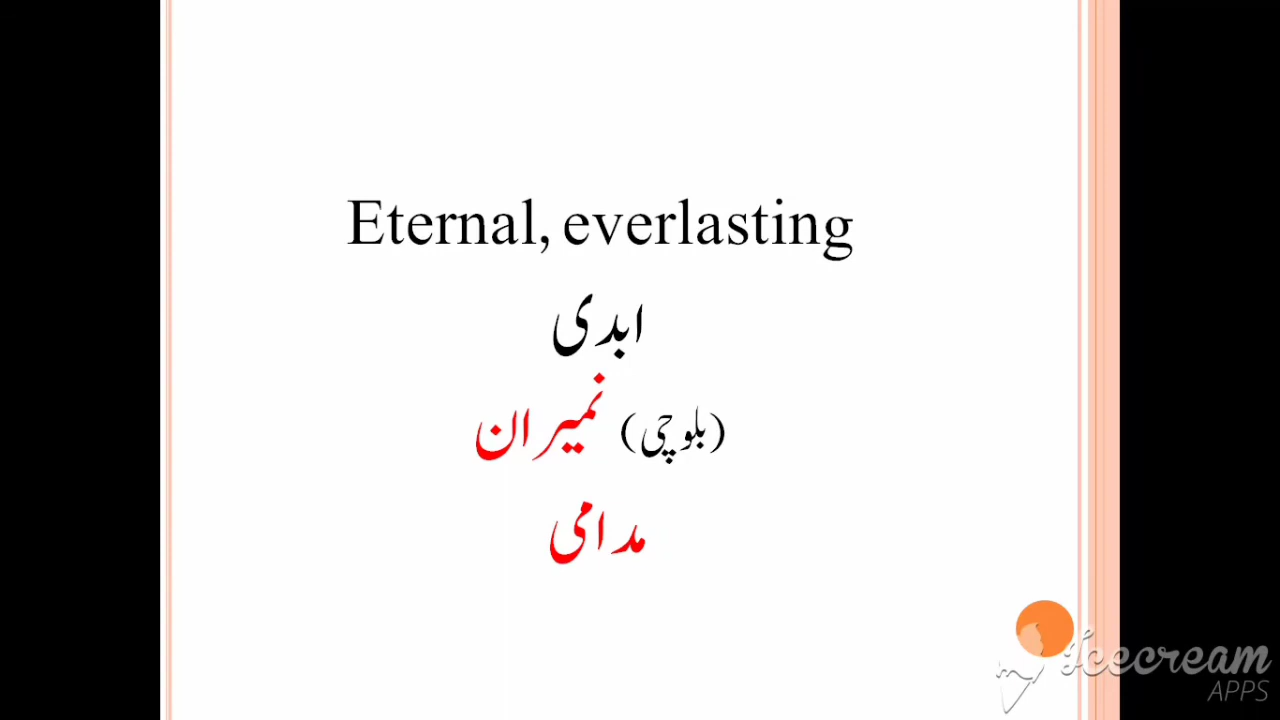 Eternal, everlasting
ابدی
(بلوچی) نمیران
مدامی
Icecream
APPS